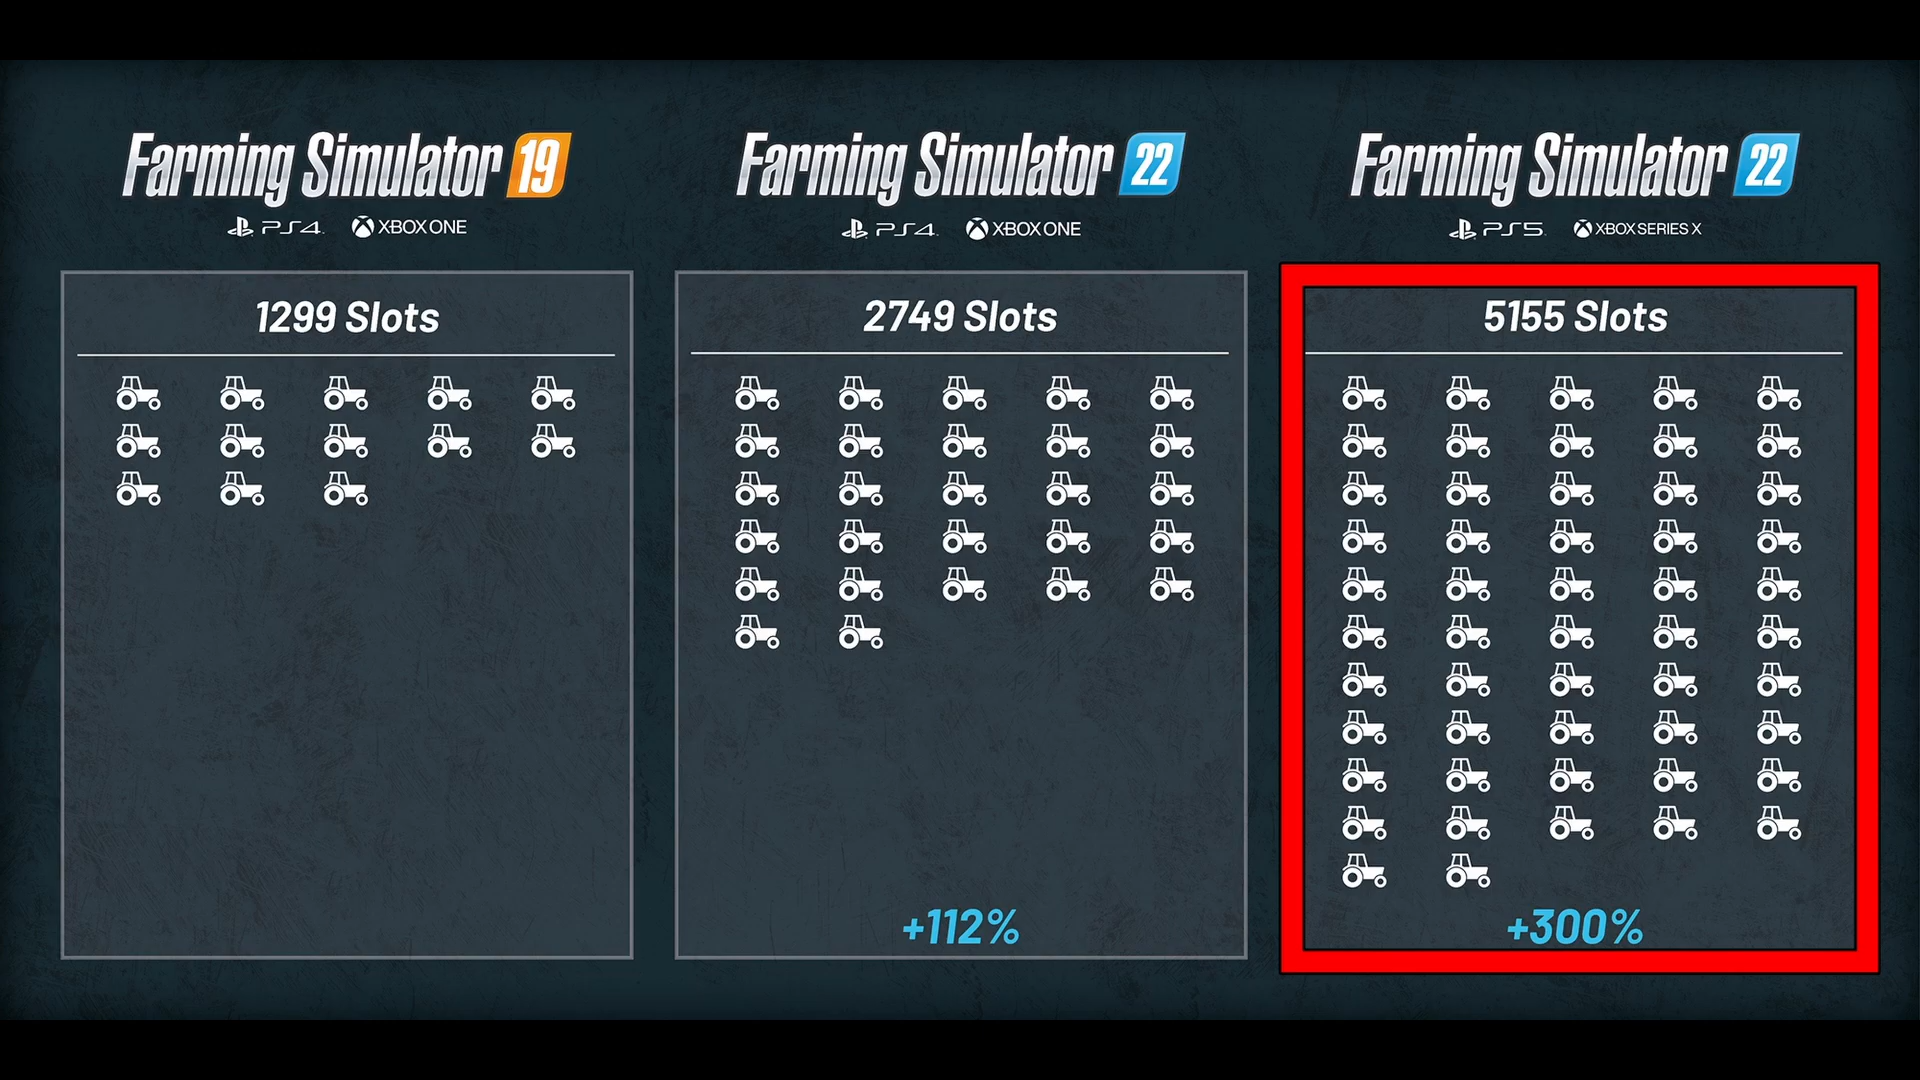 Farming Simulator 19
PS4 XBOX ONE
1299 Slots
Farming Simulator 22
PS4 XBOX ONE
2749 Slots
+112%
Farming Simulator 22
PS5 XBOX SERIES X
5155 Slots
+300%